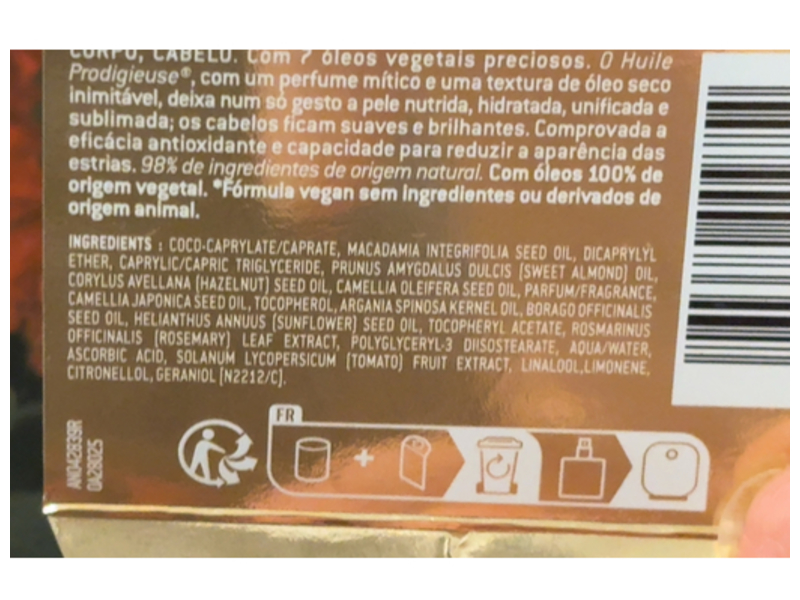 CORPO, CABELO. Com 7 óleos vegetais preciosos. O Huile
Prodigieuse®, com um perfume mítico e uma textura de óleo seco
inimitável, deixa num só gesto a pele nutrida, hidratada, unificada e
sublimada; os cabelos ficam suaves e brilhantes. Comprovada a
eficácia antioxidante e capacidade para reduzir a aparência das
estrias. 98% de ingredientes de origem natural. Com óleos 100% de
origem vegetal. *Fórmula vegan sem ingredientes ou derivados de
origem animal.
INGREDIENTS : COCO-CAPRYLATE/CAPRATE, MACADAMIA INTEGRIFOLIA SEED OIL, DICAPRYLYL
ETHER, CAPRYLIC/CAPRIC TRIGLYCERIDE, PRUNUS AMYGDALUS DULCIS (SWEET ALMOND) OIL,
CORYLUS AVELLANA (HAZELNUT) SEED OIL, CAMELLIA OLEIFERA SEED OIL, PARFUM/FRAGRANCE,
CAMELLIA JAPONICA SEED OIL, TOCOPHEROL, ARGANIA SPINOSA KERNEL OIL, BORAGO OFFICINALIS
SEED OIL, HELIANTHUS ANNUUS (SUNFLOWER) SEED OIL, TOCOPHERYL ACETATE, ROSMARINUS
OFFICINALIS (ROSEMARY) LEAF EXTRACT, POLYGLYCERYL-3 DIISOSTEARATE, AQUA/WATER,
ASCORBIC ACID, SOLANUM LYCOPERSICUM (TOMATO) FRUIT EXTRACT, LINALOOL,LIMONENE,
CITRONELLOL, GERANIOL [N2212/C].
AN042839R
0A28025
FR